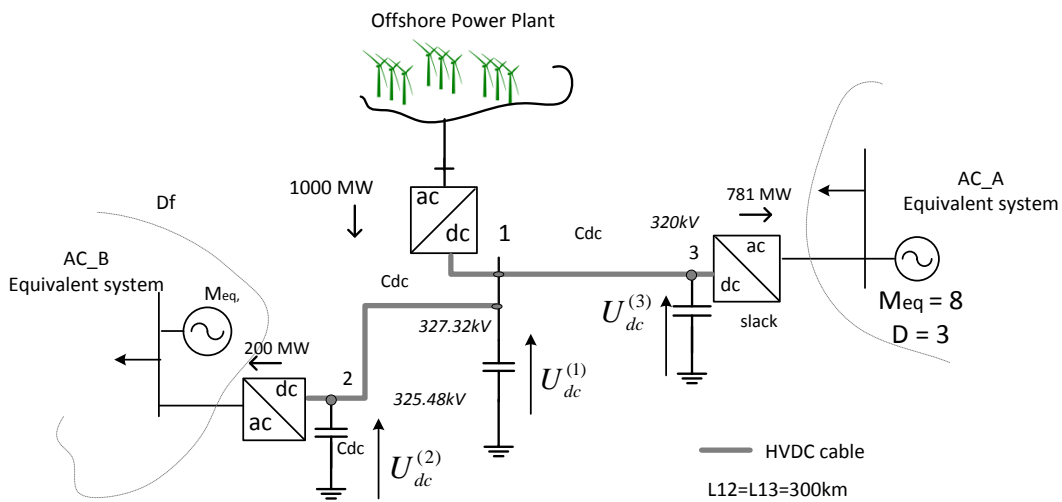 Offshore Power Plant
1000 MW
ac
dc
1
Cdc
320kV
3
781 MW
ac
dc
slack
AC_A
Equivalent system
Meq = 8
D = 3
Df
AC_B
Equivalent system
Meq,
200 MW
dc
ac
2
Cdc
327.32kV
325.48kV
Cdc
U_dc^(2)
U_dc^(1)
U_dc^(3)
HVDC cable
L12=L13=300km